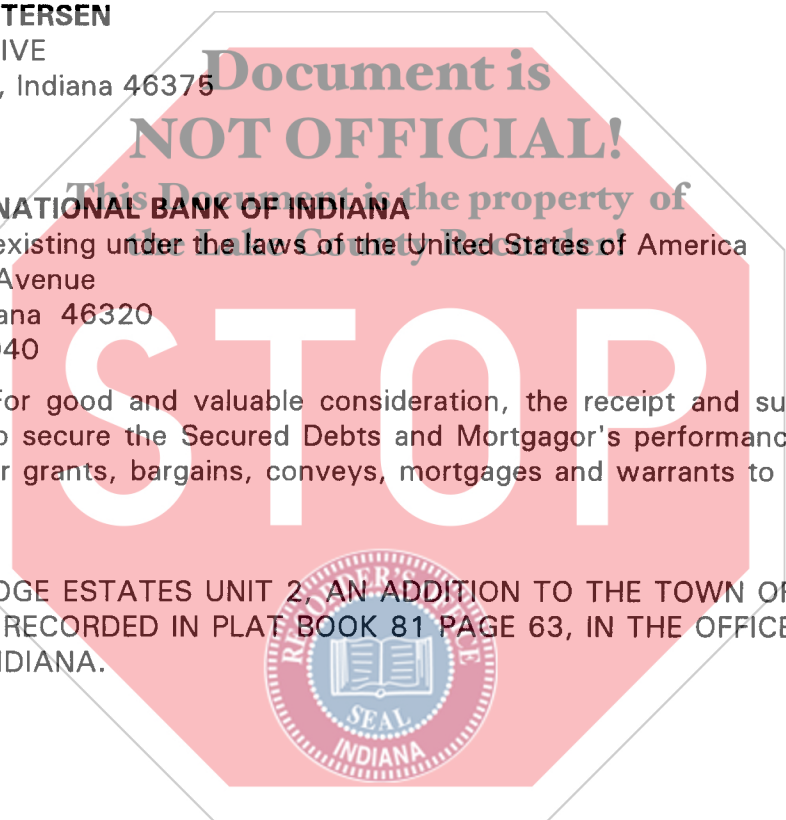 TERSEN
IVE
, Indiana 46375
Document is
NOT OFFICIAL!
This Document is the property of
the Lake County Recorder!
NATIONAL BANK OF INDIANA
existing under the laws of the United States of America
Avenue
ana 46320
940
For good and valuable consideration, the receipt and su
o secure the Secured Debts and Mortgagor's performanc
r grants, bargains, conveys, mortgages and warrants to
STOP
DGE ESTATES UNIT 2, AN ADDITION TO THE TOWN OF
RECORDED IN PLAT BOOK 81 PAGE 63, IN THE OFFICE
NDIANA.
RECORDER'S OFFICE
SEAL
INDIANA